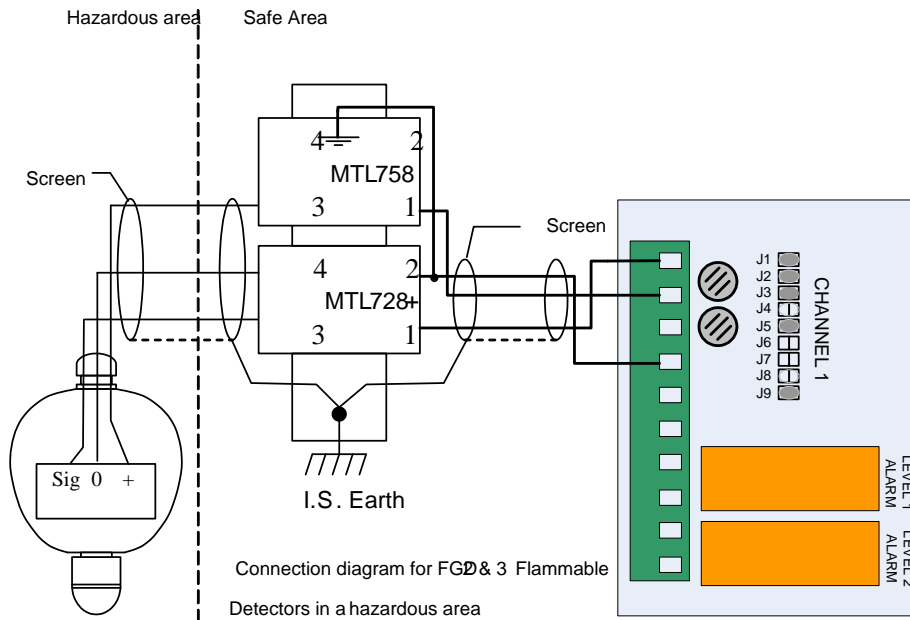 Hazardous area
Safe Area
4
2
MTL758
3
1
Screen
Screen
4
2
MTL728+
3
1
J1
J2
J3
J4
J5
J6
J7
J8
J9
CHANNEL 1
Sig 0 +
I.S. Earth
LEVEL 1
ALARM
LEVEL 2
ALARM
Connection diagram for & 3 Flammable
Detectors in a hazardous area